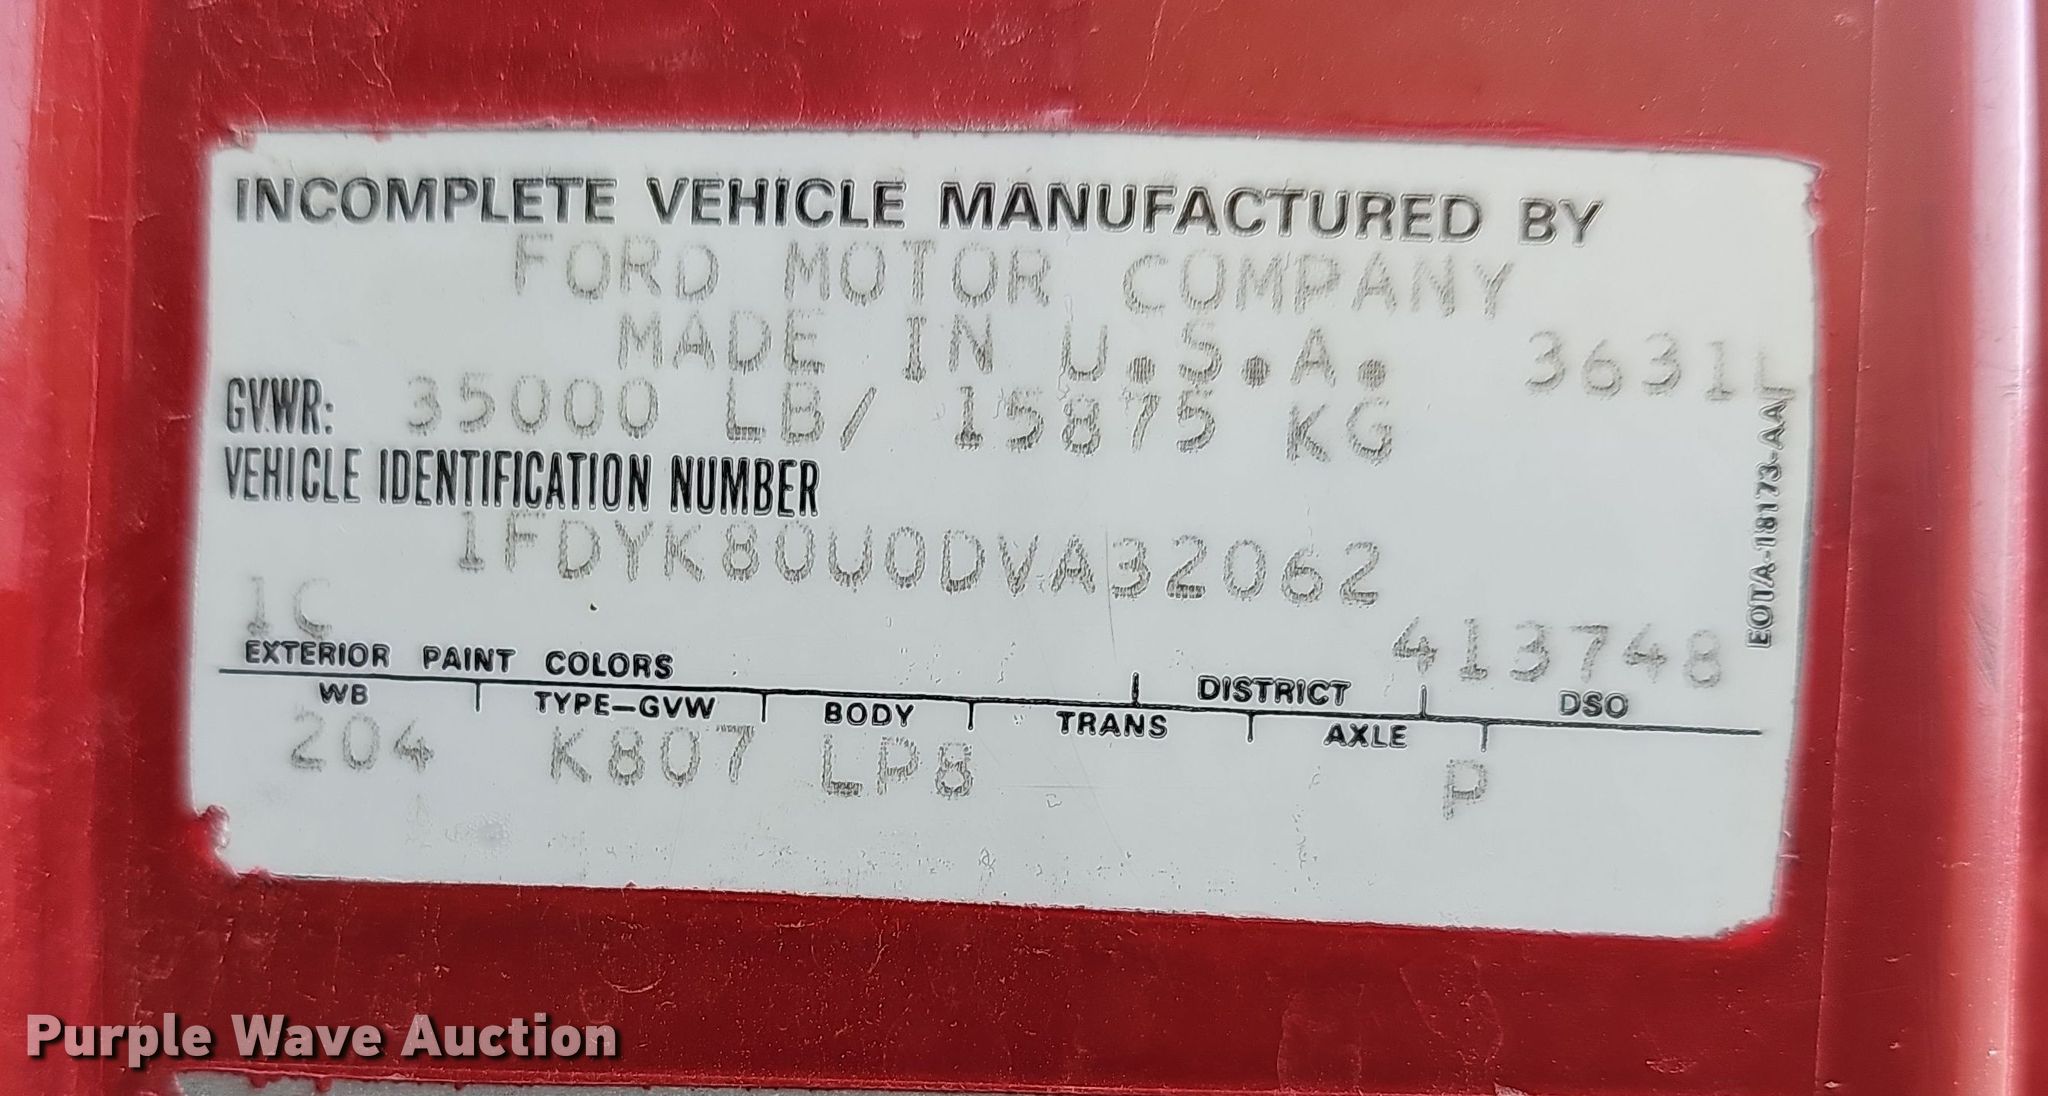 INCOMPLETE VEHICLE MANUFACTURED BY
FORD MOTOR COMPANY
MADE IN U.S.A. 3631L
GVWR: 35000 LB/ 15875 KG
VEHICLE IDENTIFICATION NUMBER
1FDYK80U0DVA32062
1C 413748
EXTERIOR PAINT COLORS DISTRICT DSO
WB TYPE-GVW BODY TRANS AXLE
204 K807 LP8 P
EOTA-18173-AA
Purple Wave Auction